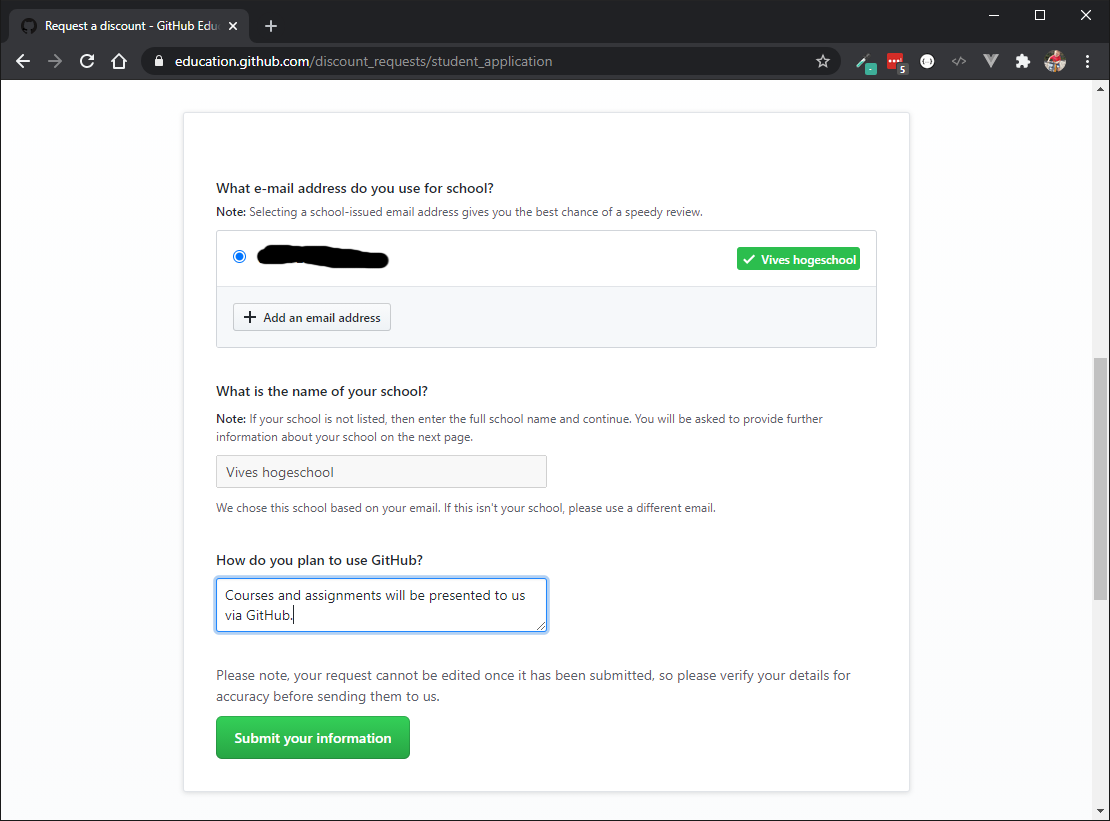 Request a discount - GitHub Edu
education.github.com/discount_requests/student_application
5
What e-mail address do you use for school?
Note: Selecting a school-issued email address gives you the best chance of a speedy review.
Vives hogeschool
Add an email address
What is the name of your school?
Note: If your school is not listed, then enter the full school name and continue. You will be asked to provide further
information about your school on the next page.
Vives hogeschool
We chose this school based on your email. If this isn't your school, please use a different email.
How do you plan to use GitHub?
Courses and assignments will be presented to us
via GitHub.
Please note, your request cannot be edited once it has been submitted, so please verify your details for
accuracy before sending them to us.
Submit your information